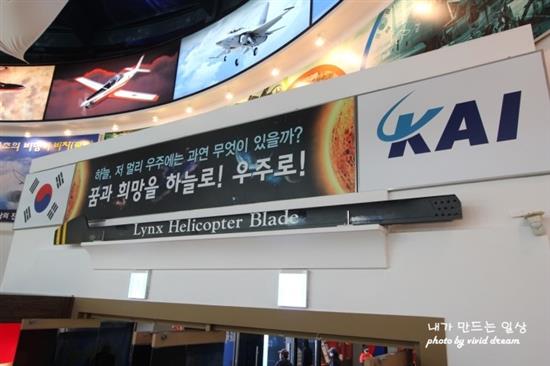 하늘, 저 멀리 우주에는 과연 무엇이 있을까?
꿈과 희망을 하늘로! 우주로!
KAI
Lynx Helicopter Blade
내가 만드는 일상
photo by vivid dream